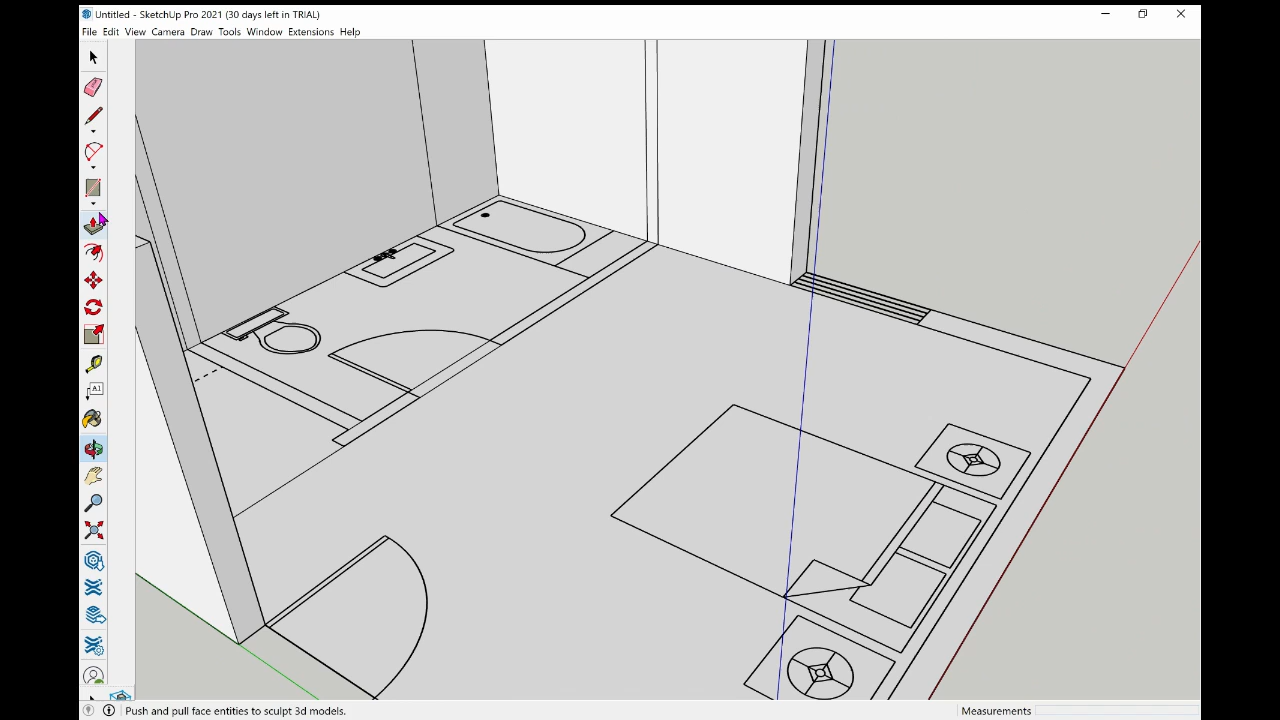 Untitled - SketchUp Pro 2021 (30 days left in TRIAL)
File Edit View Camera Draw Tools Window Extensions Help
A1
Push and pull face entities to sculpt 3d models.
Measurements